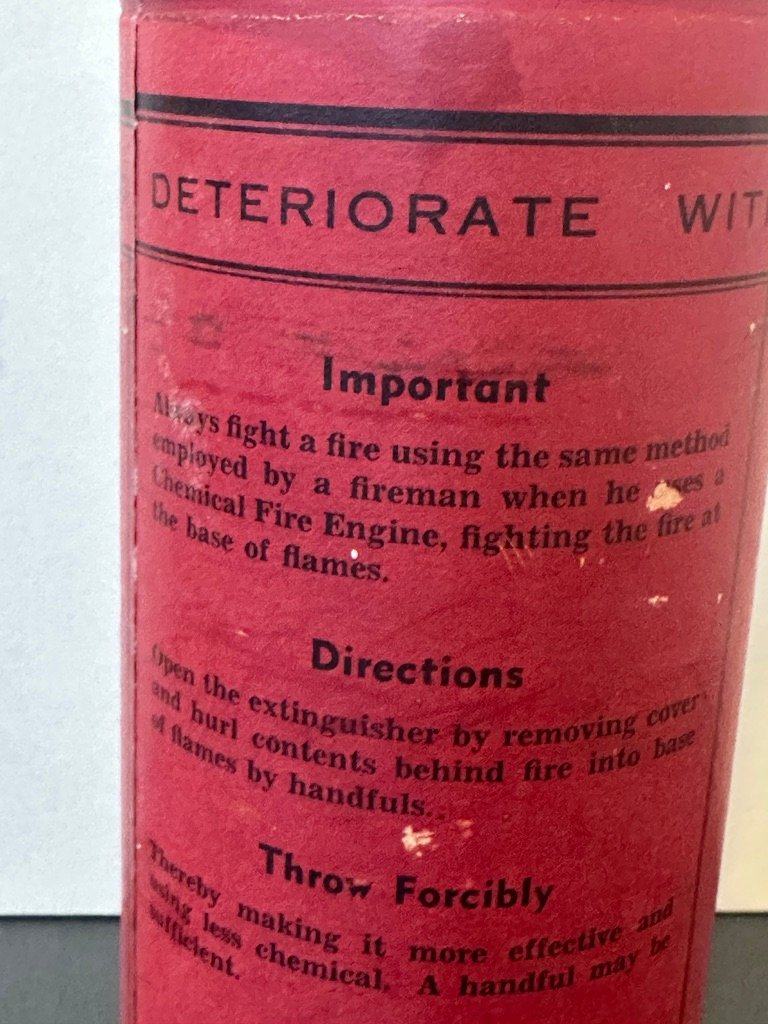 DETERIORATE WIT
Important
Always fight a fire using the same method
employed by a fireman when he uses a
Chemical Fire Engine, fighting the fire at
the base of flames.
Directions
Open the extinguisher by removing cover
and hurl contents behind fire into base
of flames by handfuls.
Throw Forcibly
Thereby making it more effective and
using less chemical. A handful may be
sufficient.